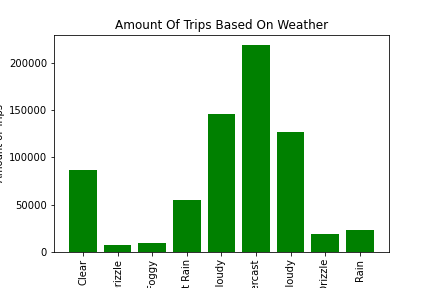 Amount Of Trips Based On Weather
200000
150000
100000
50000
0
Clear
rizzle
Foggy
t Rain
loudy
ercast
loudy
Drizzle
Rain